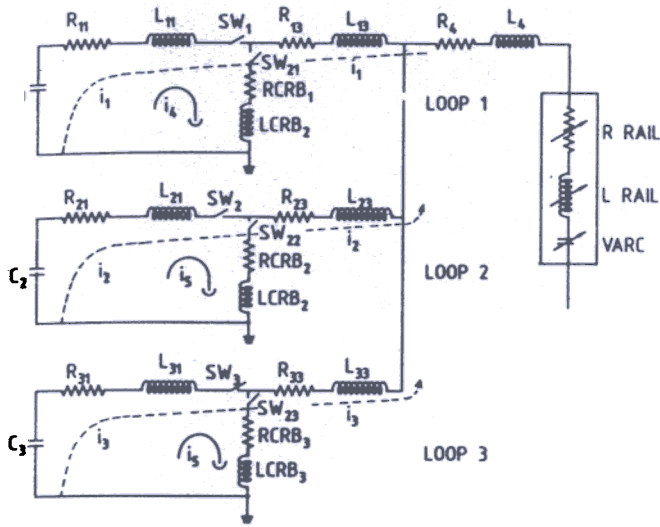 R11 L11 SW1 R13 L13 R4 L4
SW21
i1
i1 i4 RCRB1
LCRB2
LOOP 1
R RAIL
L RAIL
VARC
R21 L21 SW2 R23 L23
SW22
i2
C2 i2 i5 RCRB2
LCRB2
LOOP 2
R31 L31 SW3 R33 L33
SW23
i3
C3 i3 i5 RCRB3
LCRB3
LOOP 3